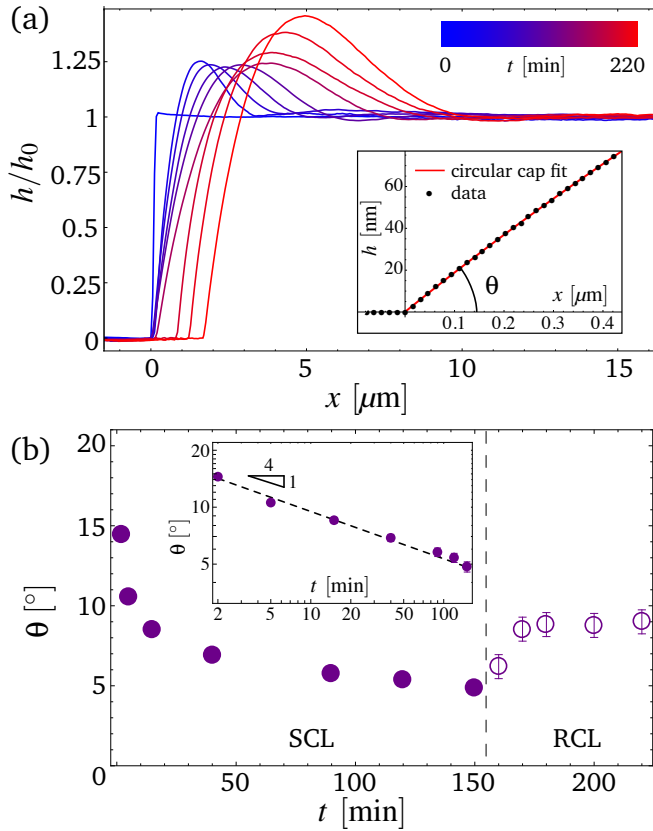 (a)
1.25
1
0.75
0.5
0.25
0
h/h₀
0 t [min] 220
circular cap fit
data
60
40
20
h [nm]
θ
x [μm]
0.1 0.2 0.3 0.4
0 5 10 15
x [μm]
(b)
20
15
10
5
0
θ [°]
20
10
5
θ [°]
4
1
t [min]
2 5 10 20 50 100
SCL
RCL
50 100 150 200
t [min]